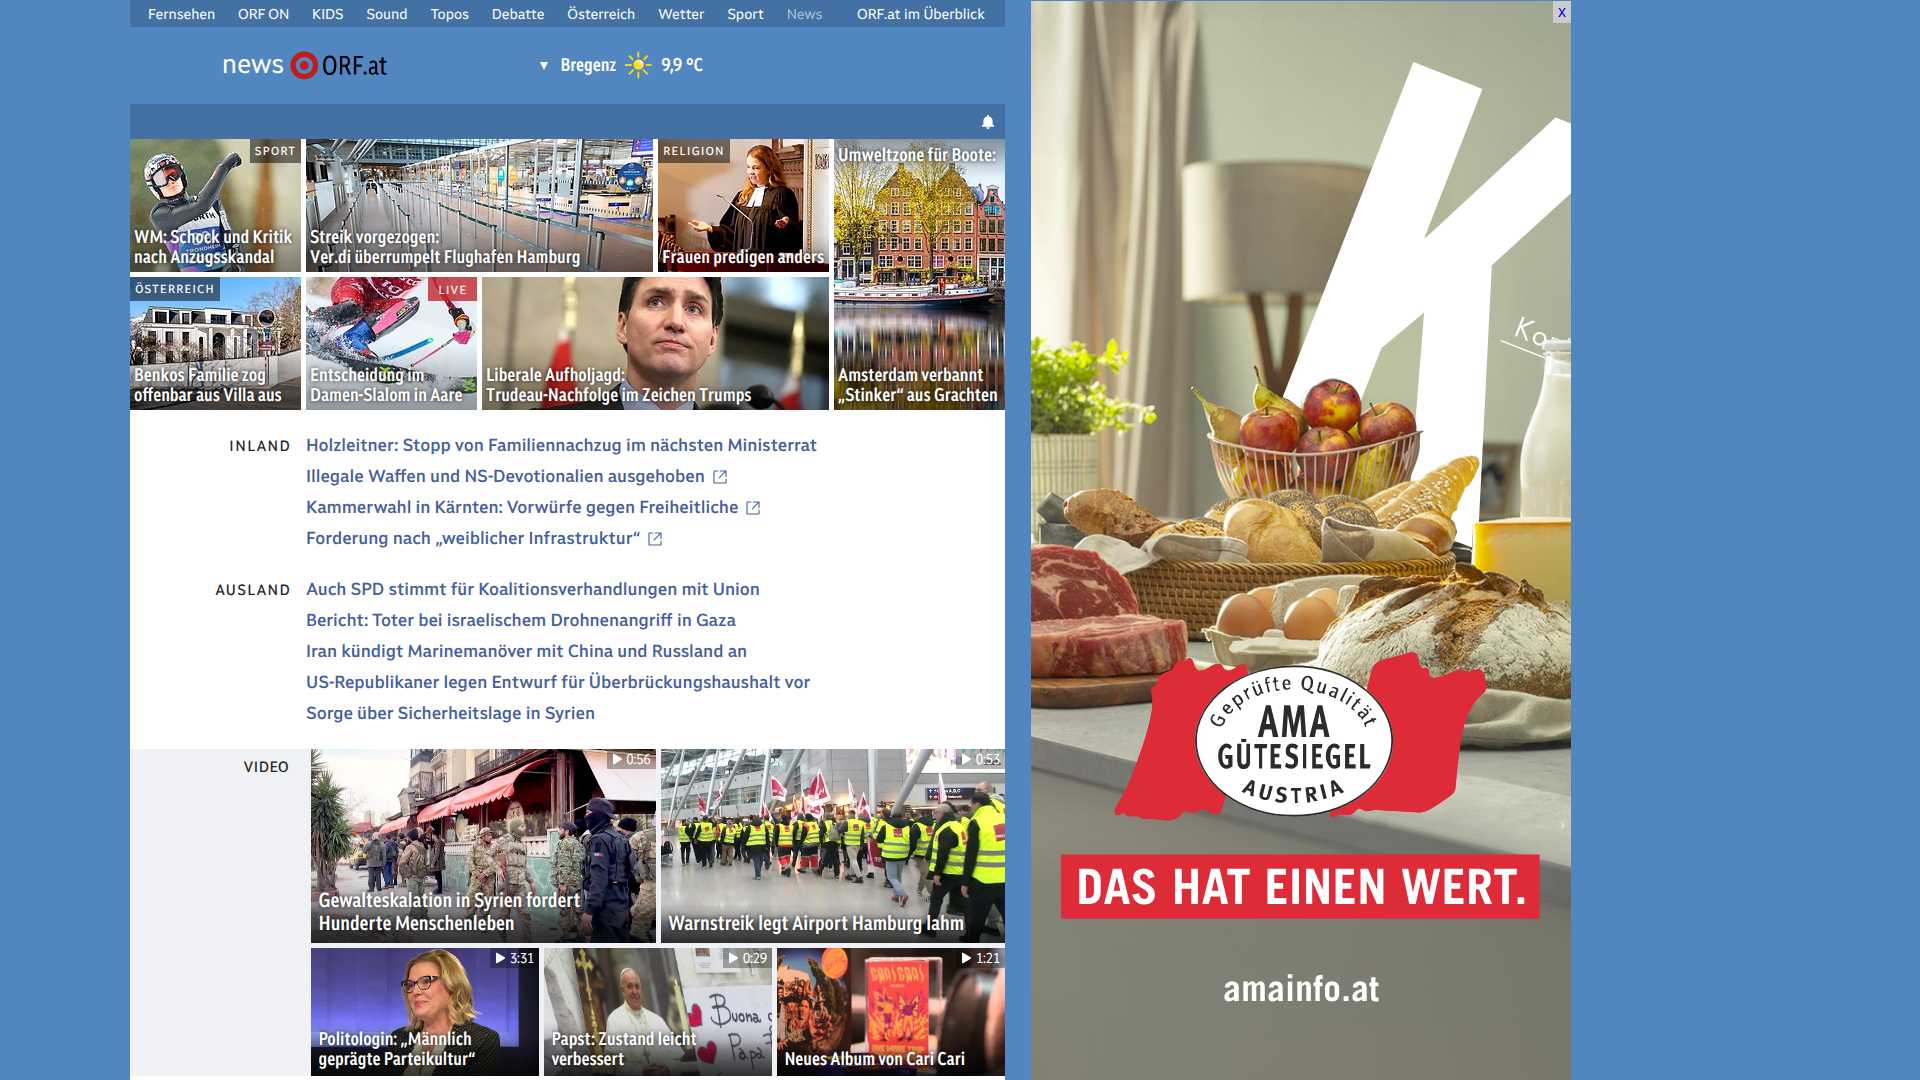 Fernsehen ORF ON KIDS Sound Topos Debatte Österreich Wetter Sport News ORF.at im Überblick
news ORF.at
Bregenz 9,9 °C
SPORT
WM: Schock und Kritik
nach Anzugsskandal
Streik vorgezogen:
Ver.di überrumpelt Flughafen Hamburg
RELIGION
Frauen predigen anders
Umweltzone für Boote:
Amsterdam verbannt
„Stinker“ aus Grachten
ÖSTERREICH
Benkos Familie zog
offenbar aus Villa aus
LIVE
Entscheidung im
Damen-Slalom in Aare
Liberale Aufholjagd:
Trudeau-Nachfolge im Zeichen Trumps
INLAND
Holzleitner: Stopp von Familiennachzug im nächsten Ministerrat
Illegale Waffen und NS-Devotionalien ausgehoben
Kammerwahl in Kärnten: Vorwürfe gegen Freiheitliche
Forderung nach „weiblicher Infrastruktur“
AUSLAND
Auch SPD stimmt für Koalitionsverhandlungen mit Union
Bericht: Toter bei israelischem Drohnenangriff in Gaza
Iran kündigt Marinemanöver mit China und Russland an
US-Republikaner legen Entwurf für Überbrückungshaushalt vor
Sorge über Sicherheitslage in Syrien
VIDEO
0:56
Gewalteskalation in Syrien fordert
Hunderte Menschenleben
0:53
Warnstreik legt Airport Hamburg lahm
3:31
Politologin: „Männlich
geprägte Parteikultur“
0:29
Buona
Papa
Papst: Zustand leicht
verbessert
1:21
CARI CARI
Neues Album von Cari Cari
X
K
Geprüfte Qualität
AMA
GÜTESIEGEL
AUSTRIA
DAS HAT EINEN WERT.
amainfo.at